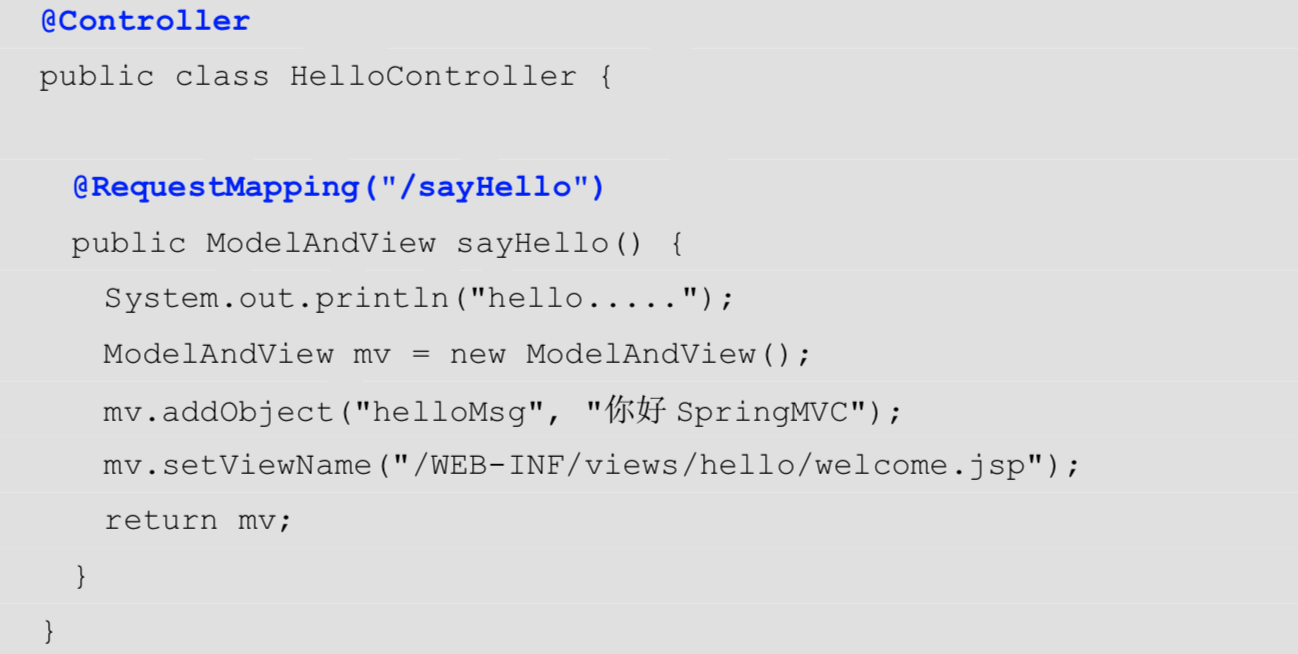 @Controller
public class HelloController {
@RequestMapping("/sayHello")
public ModelAndView sayHello() {
System.out.println("hello.....");
ModelAndView mv = new ModelAndView();
mv.addObject("helloMsg", "你好 SpringMVC");
mv.setViewName("/WEB-INF/views/hello/welcome.jsp");
return mv;
}
}